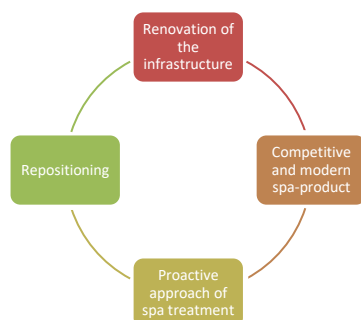 Renovation of
the
infrastructure
Repositioning
Competitive
and modern
spa-product
Proactive
approach of
spa treatment